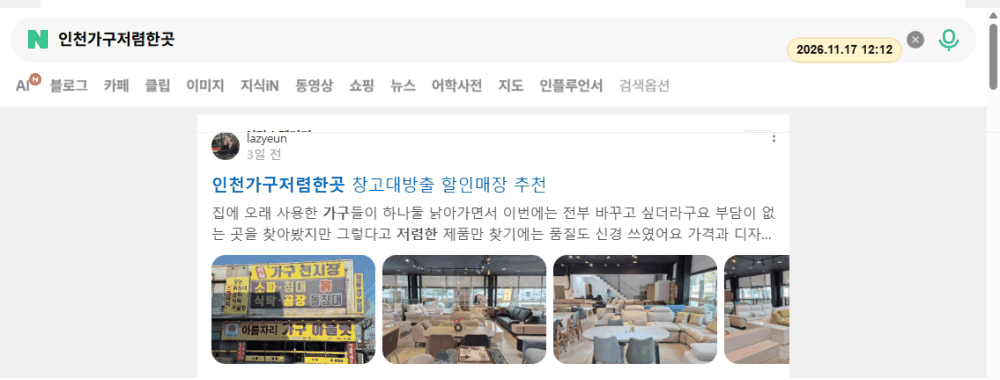 N 인천가구저렴한곳
2026.11.17 12:12
AI N 블로그 카페 클립 이미지 지식iN 동영상 쇼핑 뉴스 어학사전 지도 인플루언서 검색옵션
lazyeun
3일 전
인천가구저렴한곳 창고대방출 할인매장 추천
집에 오래 사용한 가구들이 하나둘 낡아가면서 이번에는 전부 바꾸고 싶더라구요 부담이 없
는 곳을 찾아봤지만 그렇다고 저렴한 제품만 찾기에는 품질도 신경 쓰였어요 가격과 디자...
가구 전시장
소파·침대
식탁·공장
아름자리 가구 아울렛